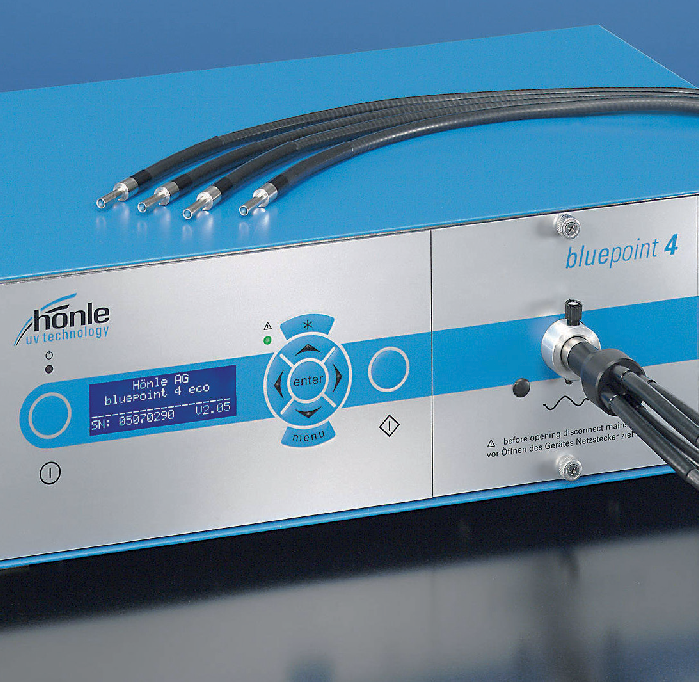 bluepoint 4
hönle
uv technology
Hönle AG
bluepoint 4 eco
SN: 05070290 V2.05
enter
menu
before opening disconnect mains
vor Öffnen des Gerätes Netzstecker